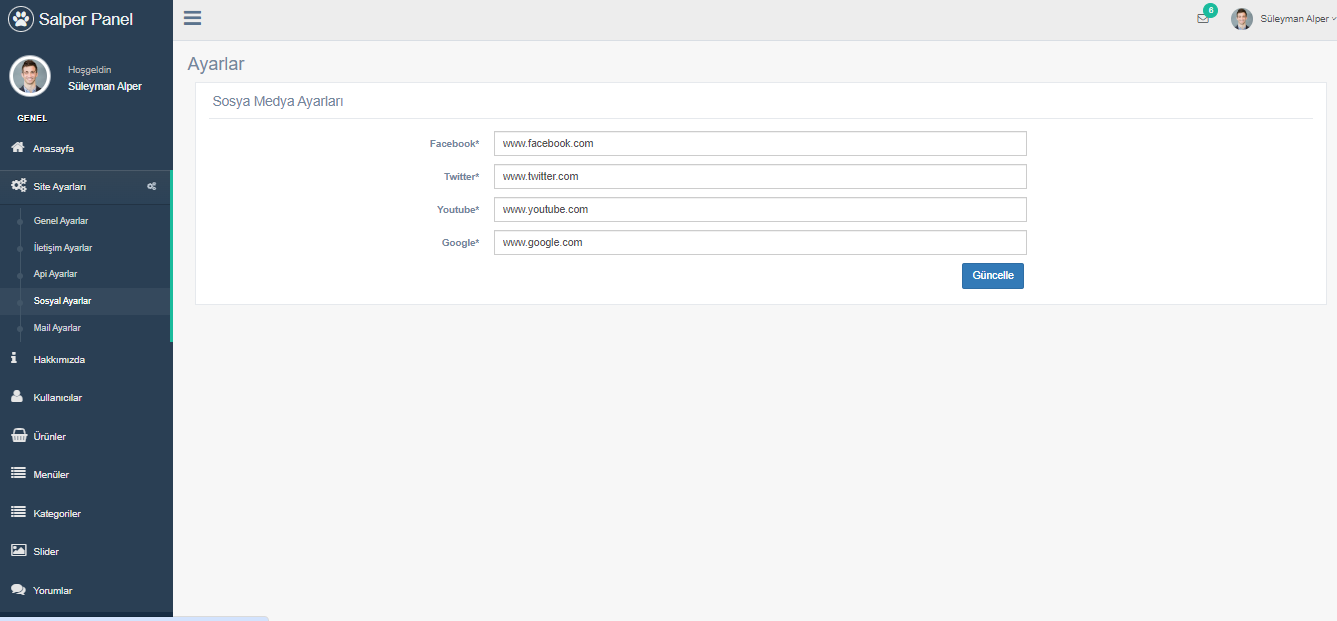 Salper Panel
6
Süleyman Alper
Hoşgeldin
Süleyman Alper
GENEL
Anasayfa
Site Ayarları
Genel Ayarlar
İletişim Ayarlar
Api Ayarlar
Sosyal Ayarlar
Mail Ayarlar
Hakkımızda
Kullanıcılar
Ürünler
Menüler
Kategoriler
Slider
Yorumlar
Ayarlar
Sosya Medya Ayarları
Facebook* www.facebook.com
Twitter* www.twitter.com
Youtube* www.youtube.com
Google* www.google.com
Güncelle